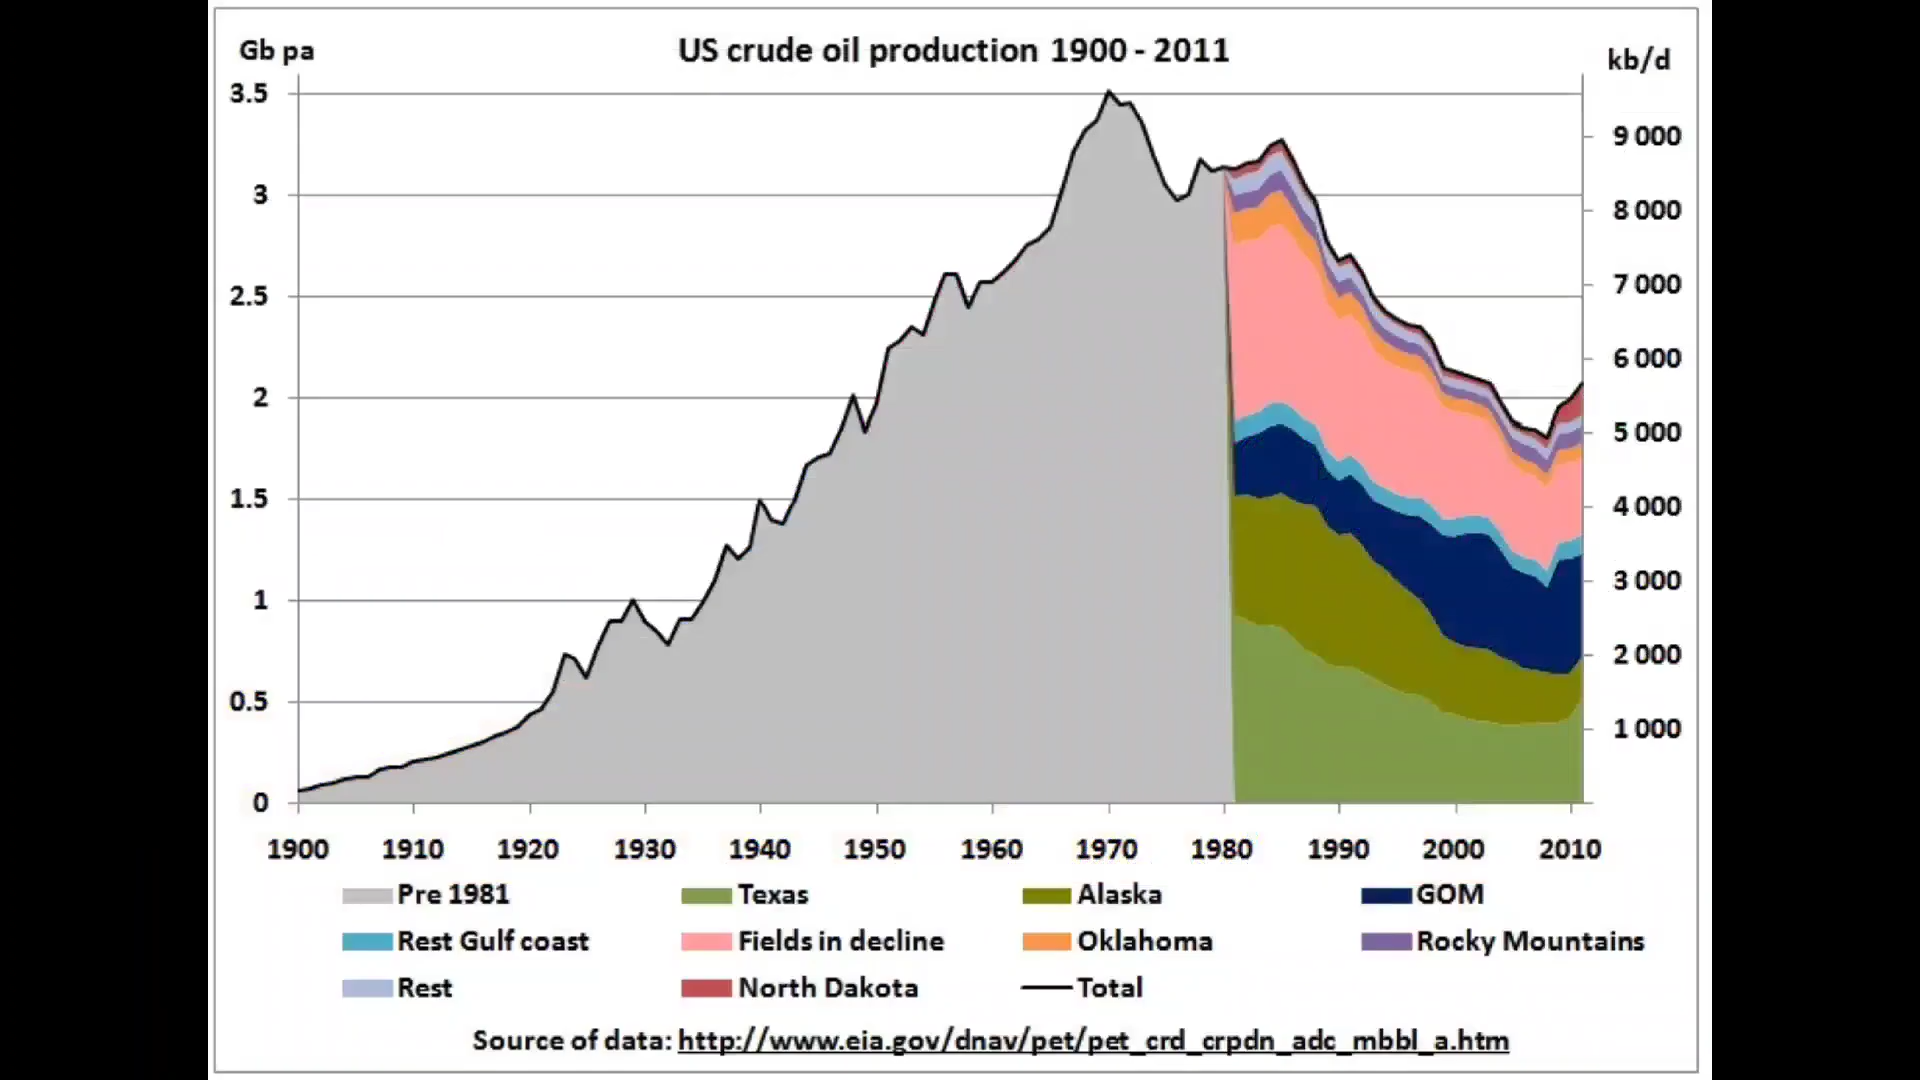 Gb pa
US crude oil production 1900 - 2011
kb/d
3.5
3
2.5
2
1.5
1
0.5
0
9 000
8 000
7 000
6 000
5 000
4 000
3 000
2 000
1 000
1900 1910 1920 1930 1940 1950 1960 1970 1980 1990 2000 2010
Pre 1981 Texas Alaska GOM
Rest Gulf coast Fields in decline Oklahoma Rocky Mountains
Rest North Dakota Total
Source of data: http://www.eia.gov/dnav/pet/pet_crd_crpdn_adc_mbbl_a.htm